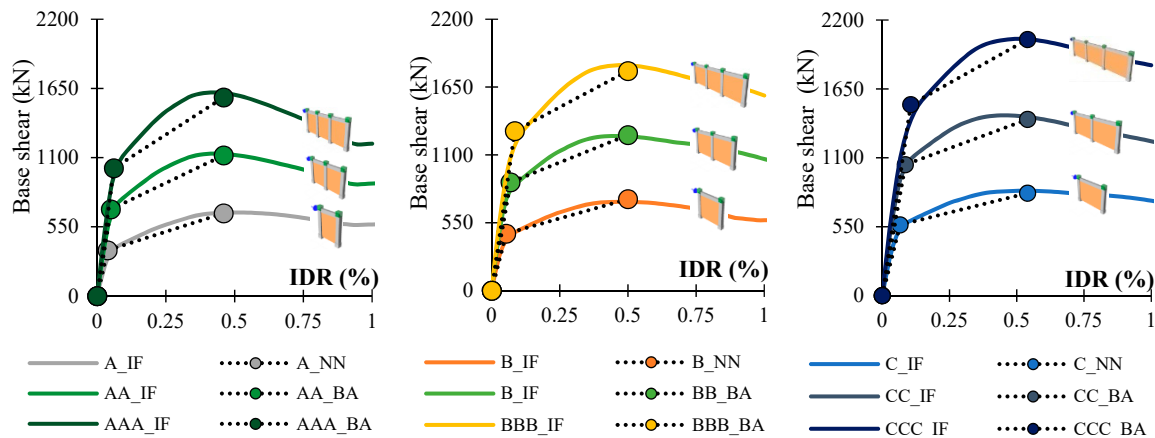 Base shear (kN)
2200
1650
1100
550
0
IDR (%)
0 0.25 0.5 0.75 1
A_IF A_NN
AA_IF AA_BA
AAA_IF AAA_BA
Base shear (kN)
2200
1650
1100
550
0
IDR (%)
0 0.25 0.5 0.75 1
B_IF B_NN
B_IF BB_BA
BBB_IF BBB_BA
Base shear (kN)
2200
1650
1100
550
0
IDR (%)
0 0.25 0.5 0.75 1
C_IF C_NN
CC_IF CC_BA
CCC_IF CCC_BA